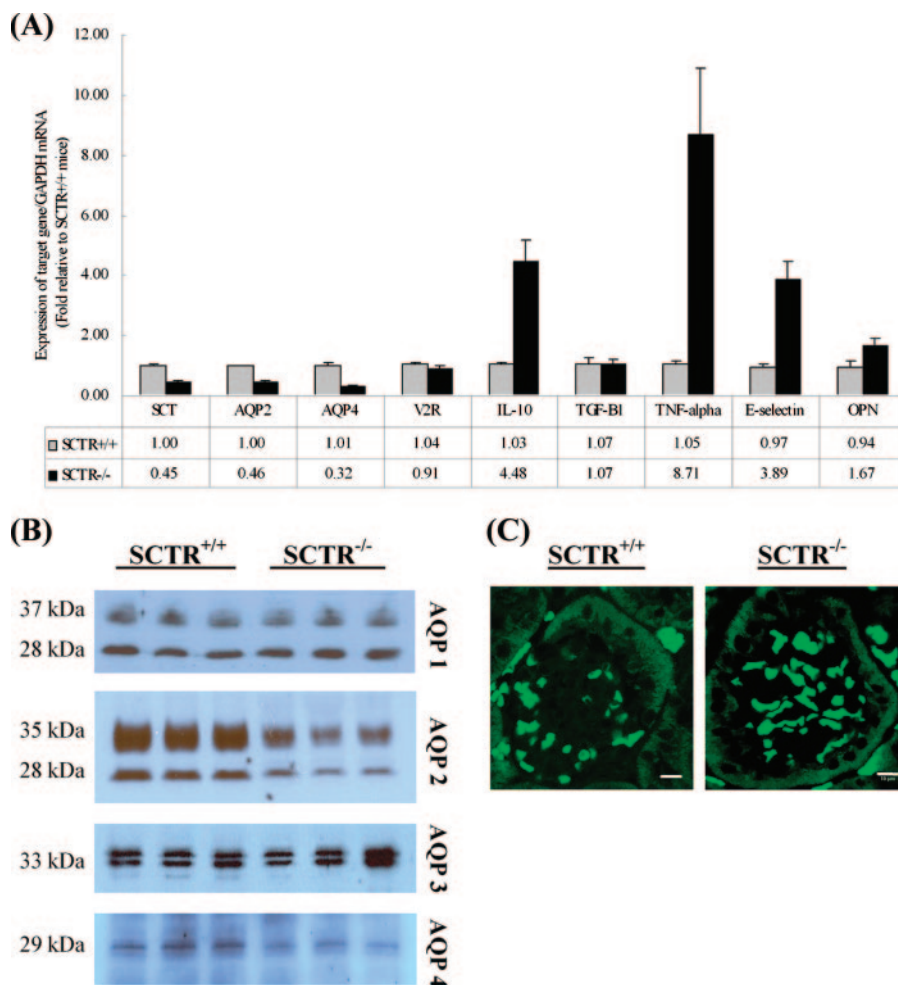 (A)
Expression of target gene/GAPDH mRNA
(Fold relative to SCTR+/+ mice)
12.00
10.00
8.00
6.00
4.00
2.00
0.00
SCT AQP2 AQP4 V2R IL-10 TGF-B1 TNF-alpha E-selectin OPN
SCTR+/+ 1.00 1.00 1.01 1.04 1.03 1.07 1.05 0.97 0.94
SCTR-/- 0.45 0.46 0.32 0.91 4.48 1.07 8.71 3.89 1.67
(B)
SCTR+/+ SCTR-/-
37 kDa
28 kDa
AQP 1
35 kDa
28 kDa
AQP 2
33 kDa
AQP 3
29 kDa
AQP 4
(C)
SCTR+/+ SCTR-/-